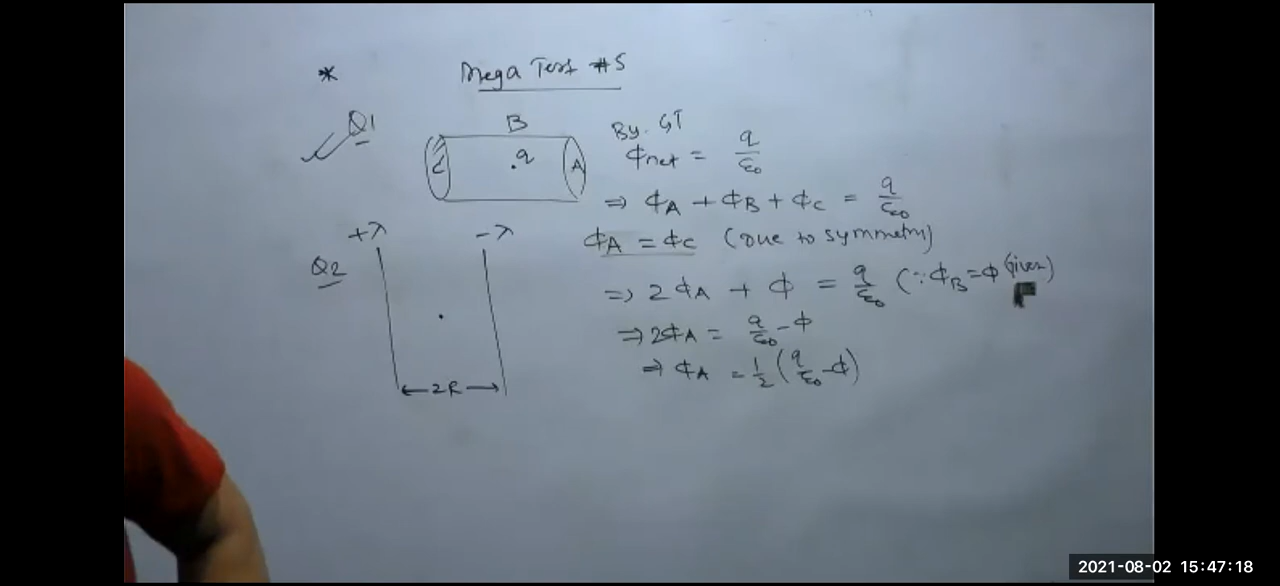 * Mega Test #5
Q1
B
C
.q
A
By. GT
Φnet = q/ε0
⇒ ΦA + ΦB + Φc = q/ε0
ΦA = Φc (Due to symmetry)
⇒ 2ΦA + Φ = q/ε0 (∵ ΦB = Φ (given)
⇒ 2ΦA = q/ε0 - Φ
⇒ ΦA = 1/2 (q/ε0 - Φ)
Q2
+λ -λ
2R
2021-08-02 15:47:18